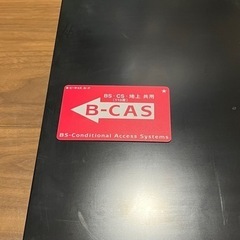 BS・CS・地上 共用
B-CAS
BS-Conditional Access Systems